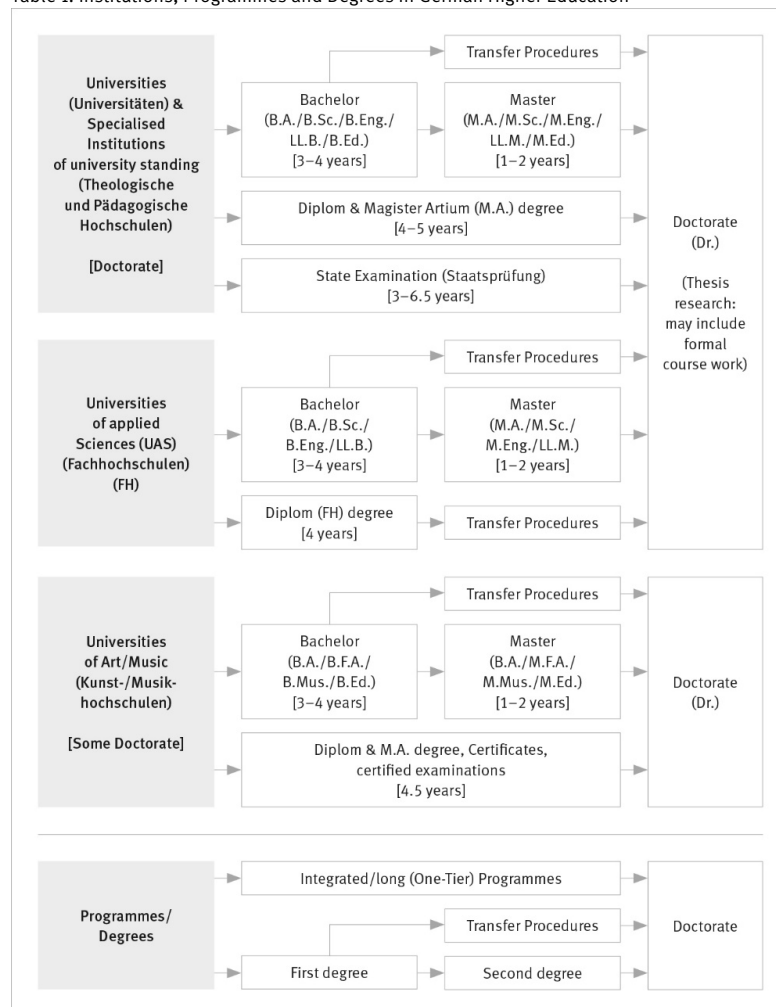 Table 1: Institutions, Programmes and Degrees in German Higher Education
Universities
(Universitäten) &
Specialised
Institutions
of university standing
(Theologische
und Pädagogische
Hochschulen)
[Doctorate]
Transfer Procedures
Bachelor
(B.A./B.Sc./B.Eng./
LL.B./B.Ed.)
[3–4 years]
Master
(M.A./M.Sc./M.Eng./
LL.M./M.Ed.)
[1–2 years]
Diplom & Magister Artium (M.A.) degree
[4–5 years]
State Examination (Staatsprüfung)
[3–6.5 years]
Doctorate
(Dr.)
(Thesis
research:
may include
formal
course work)
Universities
of applied
Sciences (UAS)
(Fachhochschulen)
(FH)
Transfer Procedures
Bachelor
(B.A./B.Sc./
B.Eng./LL.B.)
[3–4 years]
Master
(M.A./M.Sc./
M.Eng./LL.M.)
[1–2 years]
Diplom (FH) degree
[4 years]
Transfer Procedures
Universities
of Art/Music
(Kunst-/Musik-
hochschulen)
[Some Doctorate]
Transfer Procedures
Bachelor
(B.A./B.F.A./
B.Mus./B.Ed.)
[3–4 years]
Master
(B.A./M.F.A./
M.Mus./M.Ed.)
[1–2 years]
Diplom & M.A. degree, Certificates,
certified examinations
[4.5 years]
Doctorate
(Dr.)
Programmes/
Degrees
Integrated/long (One-Tier) Programmes
Transfer Procedures
First degree
Second degree
Doctorate